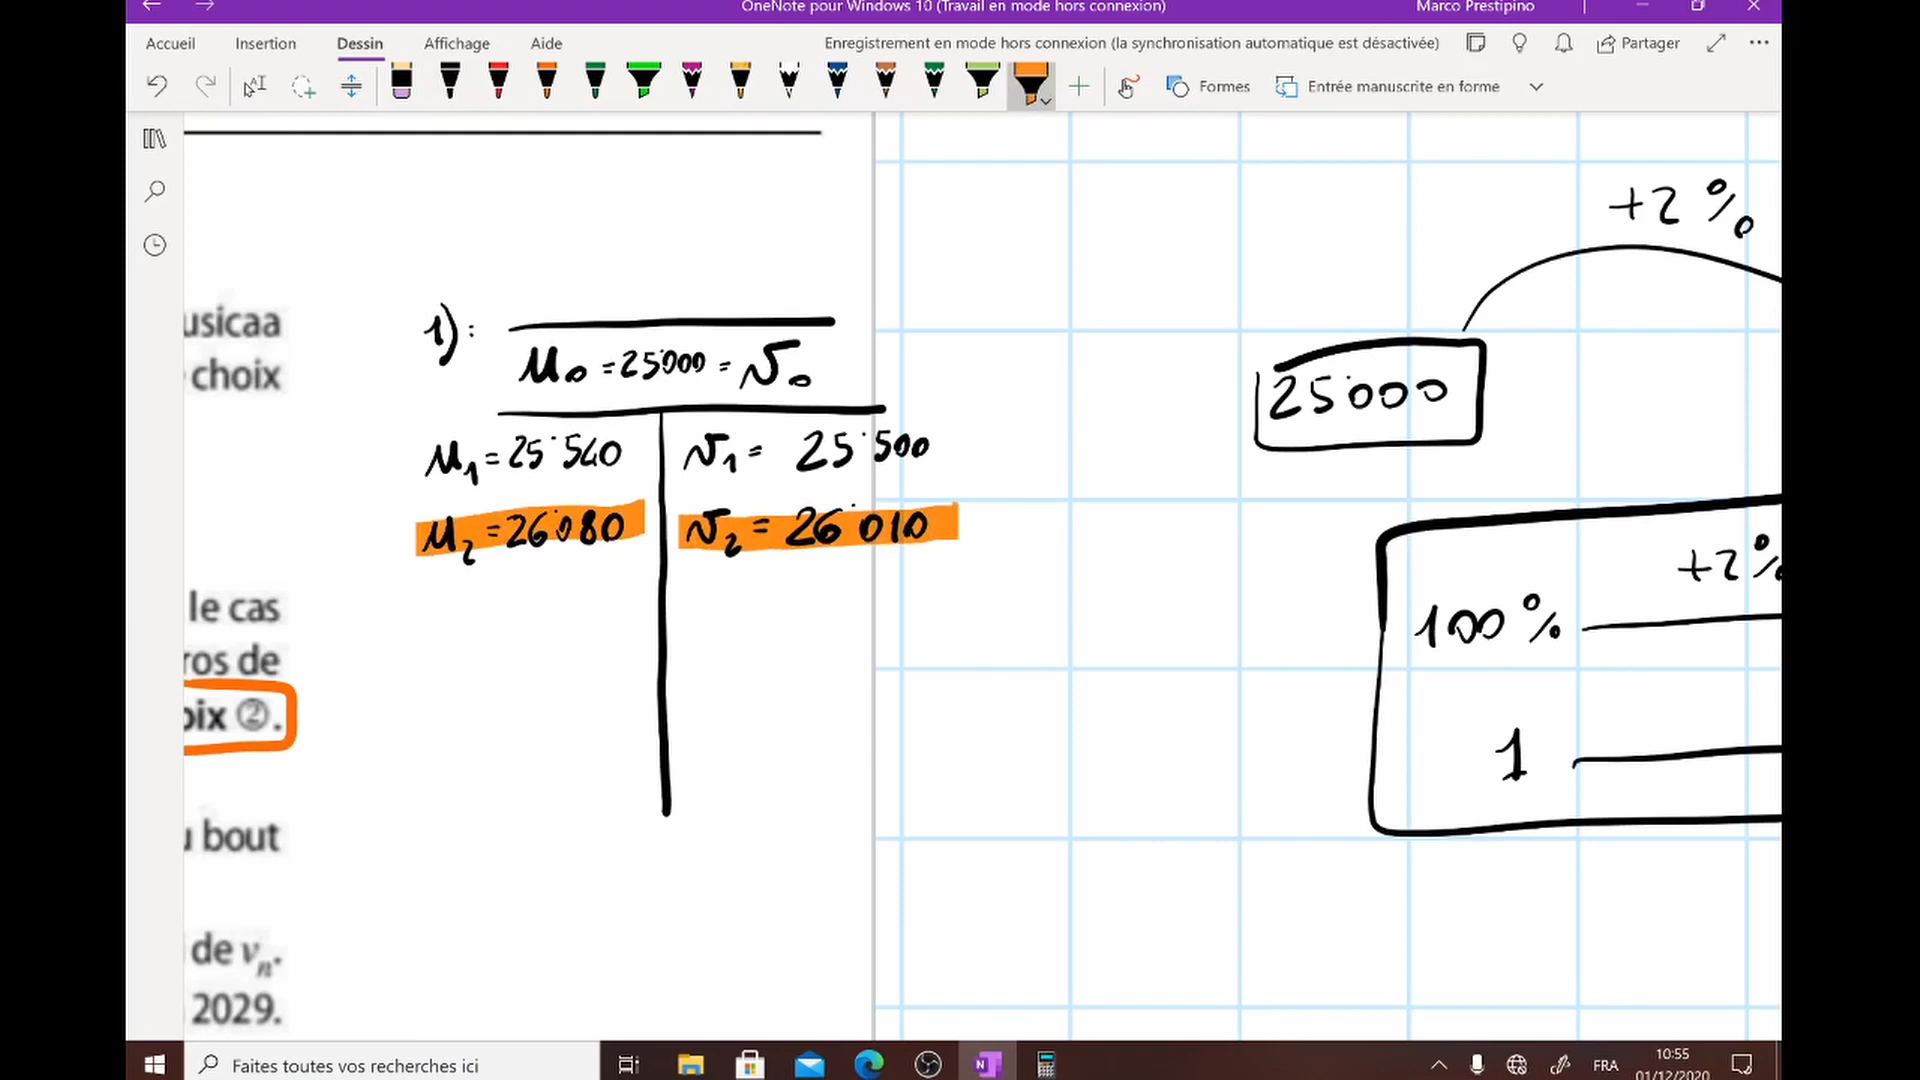 OneNote pour Windows 10 (Travail en mode hors connexion)
Marco Prestipino
Accueil Insertion Dessin Affichage Aide
Enregistrement en mode hors connexion (la synchronisation automatique est désactivée)
Partager
Formes
Entrée manuscrite en forme
usicaa
choix
le cas
ros de
oix ②.
u bout
de vₙ.
2029.
1) :
u₀ = 25'000 = v₀
u₁ = 25'540
v₁ = 25'500
u₂ = 26'080
v₂ = 26'010
+2 %
25'000
+2%
100 %
1
Faites toutes vos recherches ici
FRA
10:55
01/12/2020